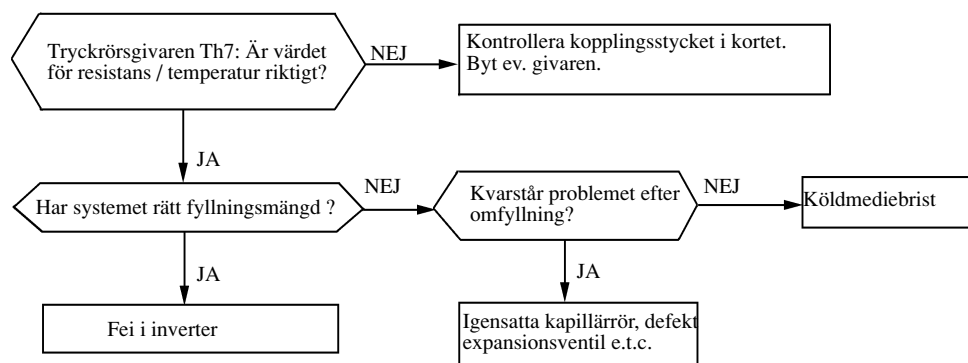 Tryckrörsgivaren Th7: Är värdet
för resistans / temperatur riktigt?
NEJ
Kontrollera kopplingsstycket i kortet.
Byt ev. givaren.
JA
Har systemet rätt fyllningsmängd ?
NEJ
Kvarstår problemet efter
omfyllning?
NEJ
Köldmediebrist
JA
JA
Fei i inverter
Igensatta kapillärrör, defekt
expansionsventil e.t.c.